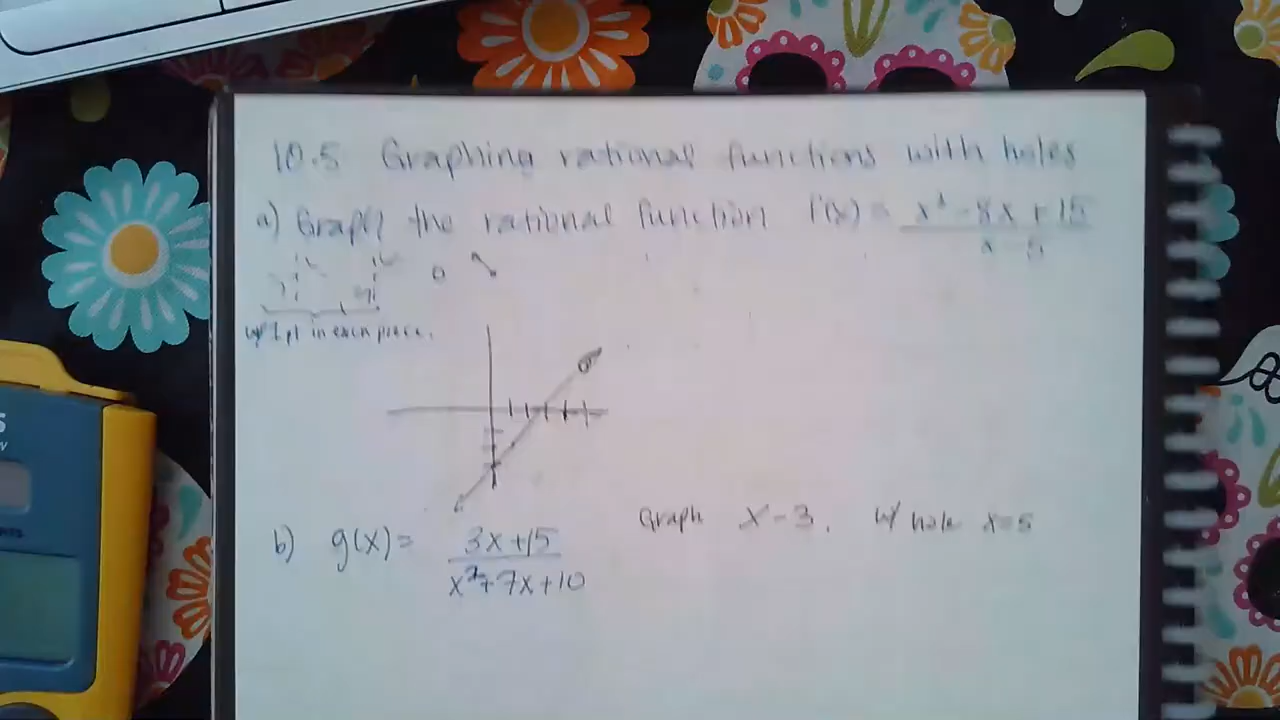 10.5 Graphing rational functions with holes
a) Graph the rational function f(x) = x² - 8x + 15
x - 5
w/ 1 pt in each piece.
Graph x - 3, w/ hole x = 5
b) g(x) = 3x + 15
x² + 7x + 10